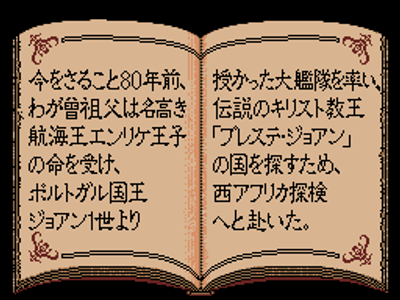 今をさること80年前、
わが曽祖父は名高き
航海王エンリケ王子
の命を受け、
ポルトガル国王
ジョアン1世より
授かった大艦隊を率い、
伝説のキリスト教王
「プレステ・ジョアン」
の国を探すため、
西アフリカ探検
へと赴いた。